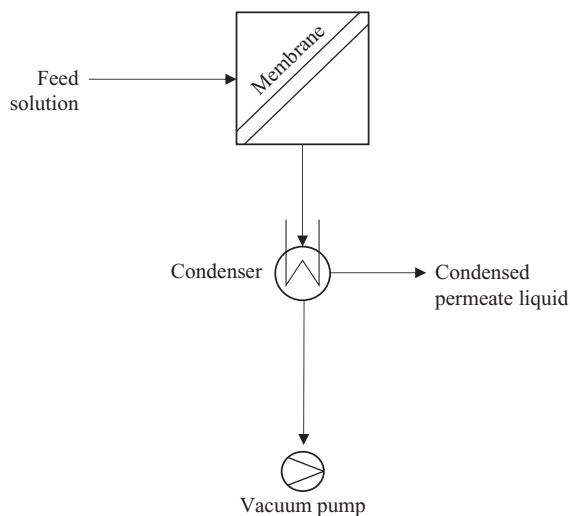 Membrane
Feed
solution
Condenser
Condensed
permeate liquid
Vacuum pump